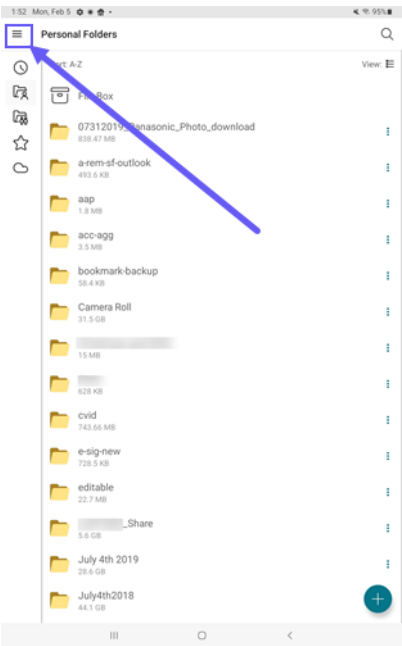 1:52 Mon, Feb 5 95%
Personal Folders
Sort: A-Z View:
File Box
07312019_Panasonic_Photo_download
838.47 MB
a-rem-sf-outlook
493.6 KB
aap
1.8 MB
acc-agg
3.5 MB
bookmark-backup
58.4 KB
Camera Roll
31.5 GB
15 MB
628 KB
cvid
743.66 MB
e-sig-new
728.5 KB
editable
22.7 MB
_Share
5.6 GB
July 4th 2019
28.6 GB
July4th2018
44.1 GB